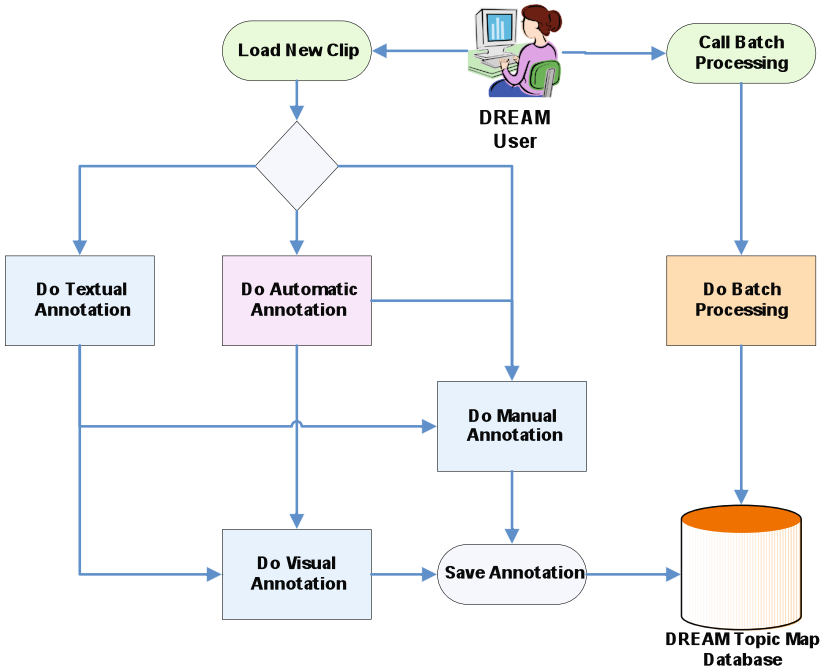 Load New Clip
Call Batch
Processing
DREAM
User
Do Textual
Annotation
Do Automatic
Annotation
Do Batch
Processing
Do Manual
Annotation
Do Visual
Annotation
Save Annotation
DREAM Topic Map
Database